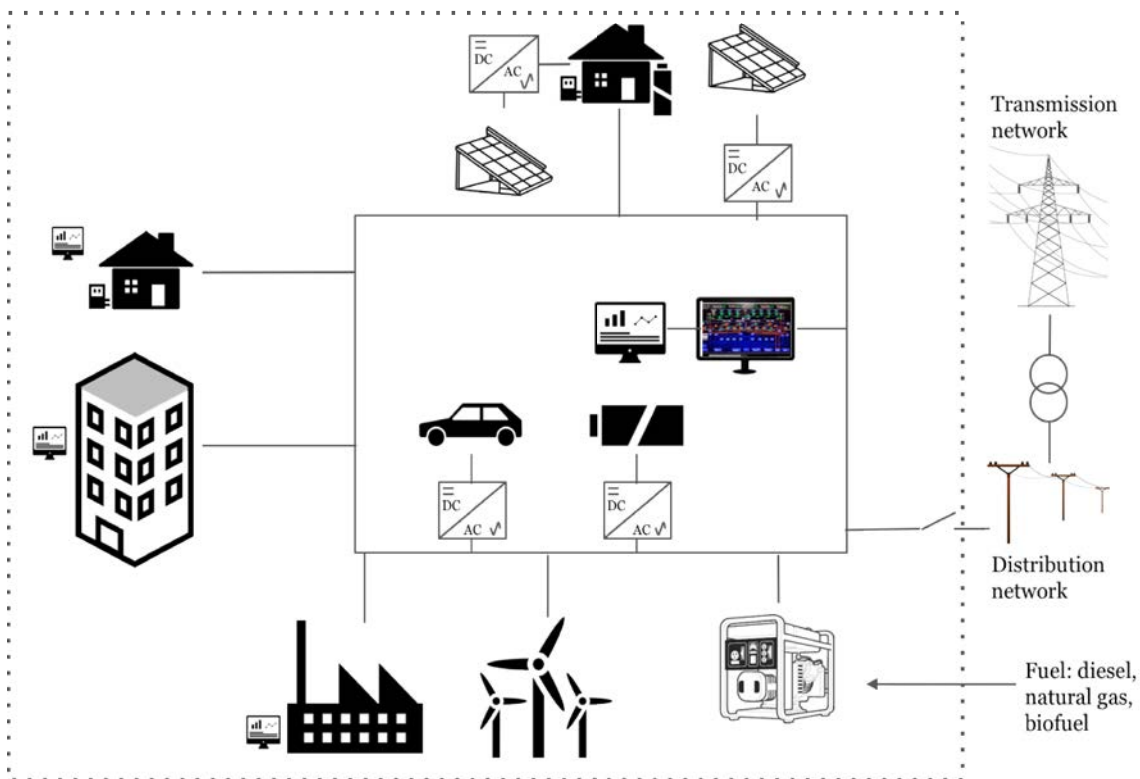 DC
AC
DC
AC
Transmission
network
DC
AC
DC
AC
Distribution
network
Fuel: diesel,
natural gas,
biofuel